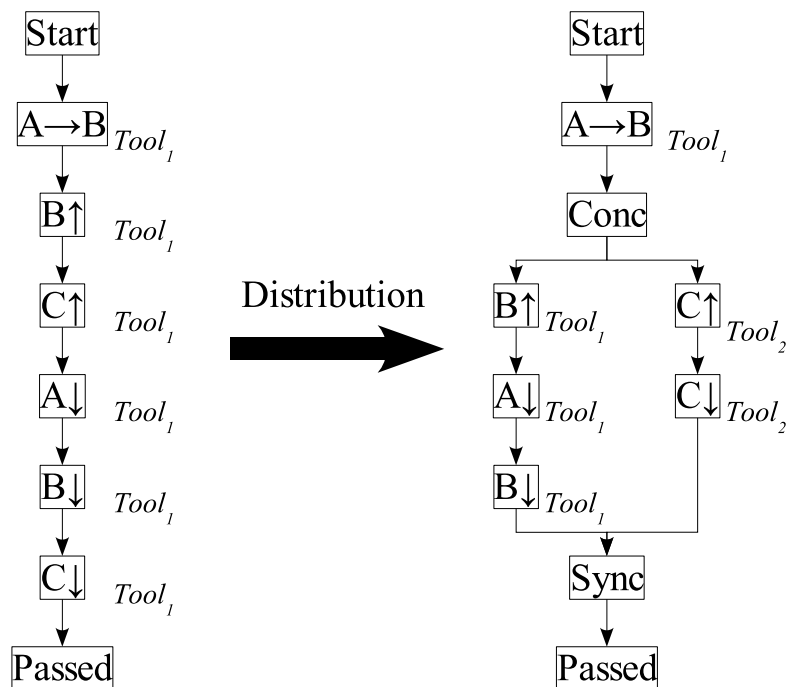 Start
A→B
Tool₁
B↑
Tool₁
C↑
Tool₁
A↓
Tool₁
B↓
Tool₁
C↓
Tool₁
Passed
Distribution
Start
A→B
Tool₁
Conc
B↑
Tool₁
C↑
Tool₂
A↓
Tool₁
C↓
Tool₂
B↓
Tool₁
Sync
Passed